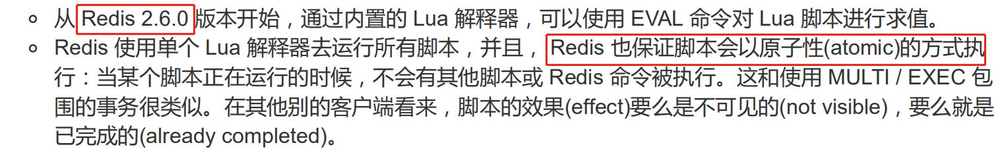 从 Redis 2.6.0 版本开始，通过内置的 Lua 解释器，可以使用 EVAL 命令对 Lua 脚本进行求值。
Redis 使用单个 Lua 解释器去运行所有脚本，并且，Redis 也保证脚本会以原子性(atomic)的方式执
行：当某个脚本正在运行的时候，不会有其他脚本或 Redis 命令被执行。这和使用 MULTI / EXEC 包
围的事务很类似。在其他别的客户端看来，脚本的效果(effect)要么是不可见的(not visible)，要么就是
已完成的(already completed)。